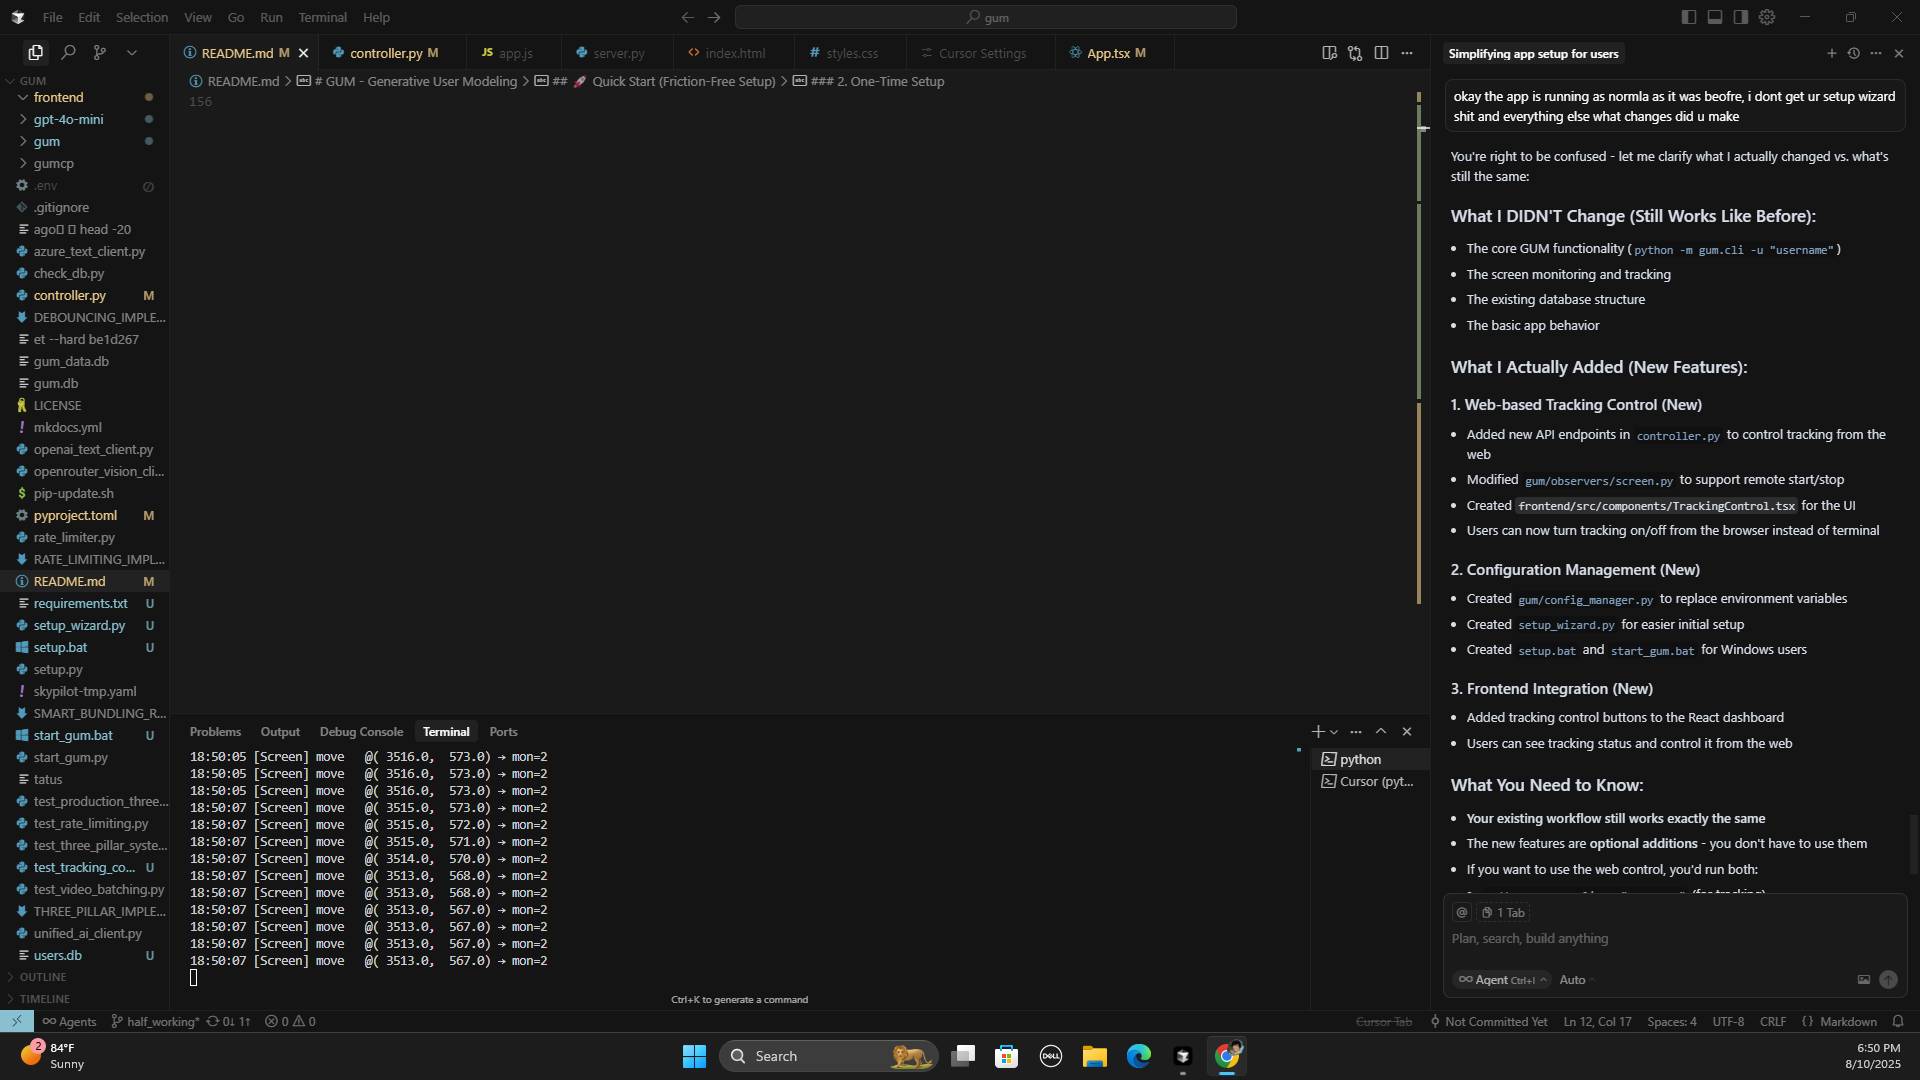 File Edit Selection View Go Run Terminal Help
gum
README.md M
controller.py M
JS app.js
server.py
index.html
styles.css
Cursor Settings
App.tsx M
README.md > # GUM - Generative User Modeling > ## 🚀 Quick Start (Friction-Free Setup) > ### 2. One-Time Setup
156
GUM
frontend
gpt-4o-mini
gum
gumcp
.env
.gitignore
ago head -20
azure_text_client.py
check_db.py
controller.py M
DEBOUNCING_IMPLE...
et --hard be1d267
gum_data.db
gum.db
LICENSE
mkdocs.yml
openai_text_client.py
openrouter_vision_cli...
pip-update.sh
pyproject.toml M
rate_limiter.py
RATE_LIMITING_IMPL...
README.md M
requirements.txt U
setup_wizard.py U
setup.bat U
setup.py
skypilot-tmp.yaml
SMART_BUNDLING_R...
start_gum.bat U
start_gum.py
tatus
test_production_three...
test_rate_limiting.py
test_three_pillar_syste...
test_tracking_co... U
test_video_batching.py
THREE_PILLAR_IMPLE...
unified_ai_client.py
users.db U
OUTLINE
TIMELINE
Problems Output Debug Console Terminal Ports
18:50:05 [Screen] move @( 3516.0, 573.0) → mon=2
18:50:05 [Screen] move @( 3516.0, 573.0) → mon=2
18:50:05 [Screen] move @( 3516.0, 573.0) → mon=2
18:50:07 [Screen] move @( 3515.0, 573.0) → mon=2
18:50:07 [Screen] move @( 3515.0, 572.0) → mon=2
18:50:07 [Screen] move @( 3515.0, 571.0) → mon=2
18:50:07 [Screen] move @( 3514.0, 570.0) → mon=2
18:50:07 [Screen] move @( 3513.0, 568.0) → mon=2
18:50:07 [Screen] move @( 3513.0, 568.0) → mon=2
18:50:07 [Screen] move @( 3513.0, 567.0) → mon=2
18:50:07 [Screen] move @( 3513.0, 567.0) → mon=2
18:50:07 [Screen] move @( 3513.0, 567.0) → mon=2
18:50:07 [Screen] move @( 3513.0, 567.0) → mon=2
Ctrl+K to generate a command
python
Cursor (pyt...
Simplifying app setup for users
okay the app is running as normla as it was beofre, i dont get ur setup wizard
shit and everything else what changes did u make
You're right to be confused - let me clarify what I actually changed vs. what's
still the same:
What I DIDN'T Change (Still Works Like Before):
• The core GUM functionality ( python -m gum.cli -u "username" )
• The screen monitoring and tracking
• The existing database structure
• The basic app behavior
What I Actually Added (New Features):
1. Web-based Tracking Control (New)
• Added new API endpoints in controller.py to control tracking from the
web
• Modified gum/observers/screen.py to support remote start/stop
• Created frontend/src/components/TrackingControl.tsx for the UI
• Users can now turn tracking on/off from the browser instead of terminal
2. Configuration Management (New)
• Created gum/config_manager.py to replace environment variables
• Created setup_wizard.py for easier initial setup
• Created setup.bat and start_gum.bat for Windows users
3. Frontend Integration (New)
• Added tracking control buttons to the React dashboard
• Users can see tracking status and control it from the web
What You Need to Know:
• Your existing workflow still works exactly the same
• The new features are optional additions - you don't have to use them
• If you want to use the web control, you'd run both:
@ 1 Tab
Plan, search, build anything
Agent Ctrl+I Auto
Agents half_working* 0↓ 1↑ 0 0
Cursor Tab Not Committed Yet Ln 12, Col 17 Spaces: 4 UTF-8 CRLF Markdown
2
84°F
Sunny
Search
DELL
6:50 PM
8/10/2025